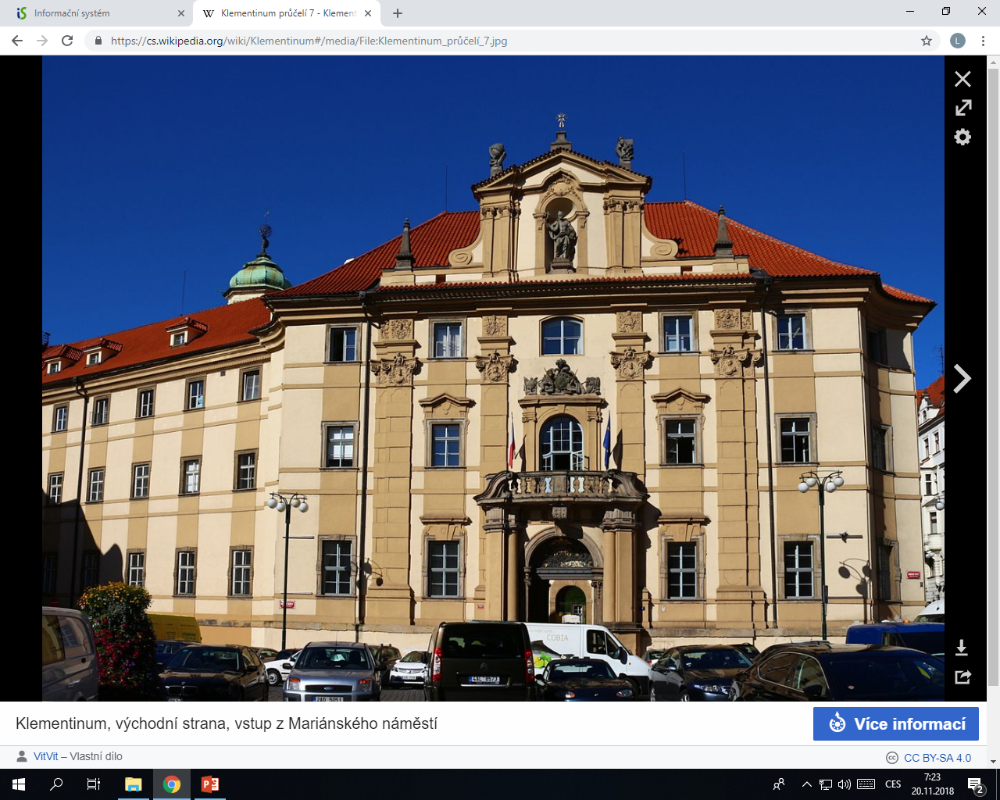 Informační systém
Klementinum průčelí 7 - Klement
https://cs.wikipedia.org/wiki/Klementinum#/media/File:Klementinum_průčelí_7.jpg
L
COBIA
Klementinum, východní strana, vstup z Mariánského náměstí
Více informací
VitVit – Vlastní dílo
CC BY-SA 4.0
CES
7:23
20.11.2018
2